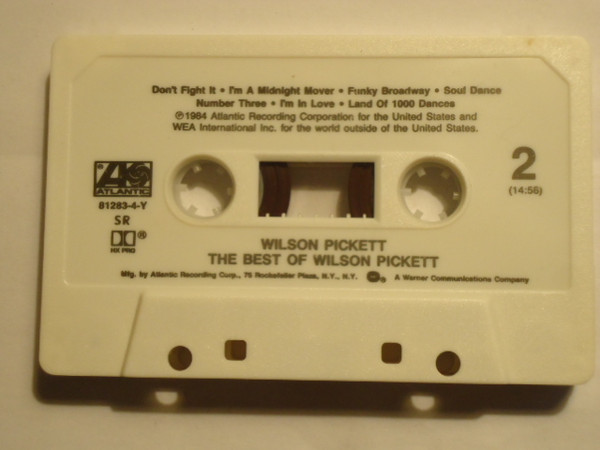 Don't Fight It • I'm A Midnight Mover • Funky Broadway • Soul Dance
Number Three • I'm In Love • Land Of 1000 Dances
℗1984 Atlantic Recording Corporation for the United States and
WEA International Inc. for the world outside of the United States.
ATLANTIC
®
81283-4-Y
SR
®
HX PRO
2
(14:56)
WILSON PICKETT
THE BEST OF WILSON PICKETT
Mfg. by Atlantic Recording Corp., 75 Rockefeller Plaza, N.Y., N.Y. ® A Warner Communications Company